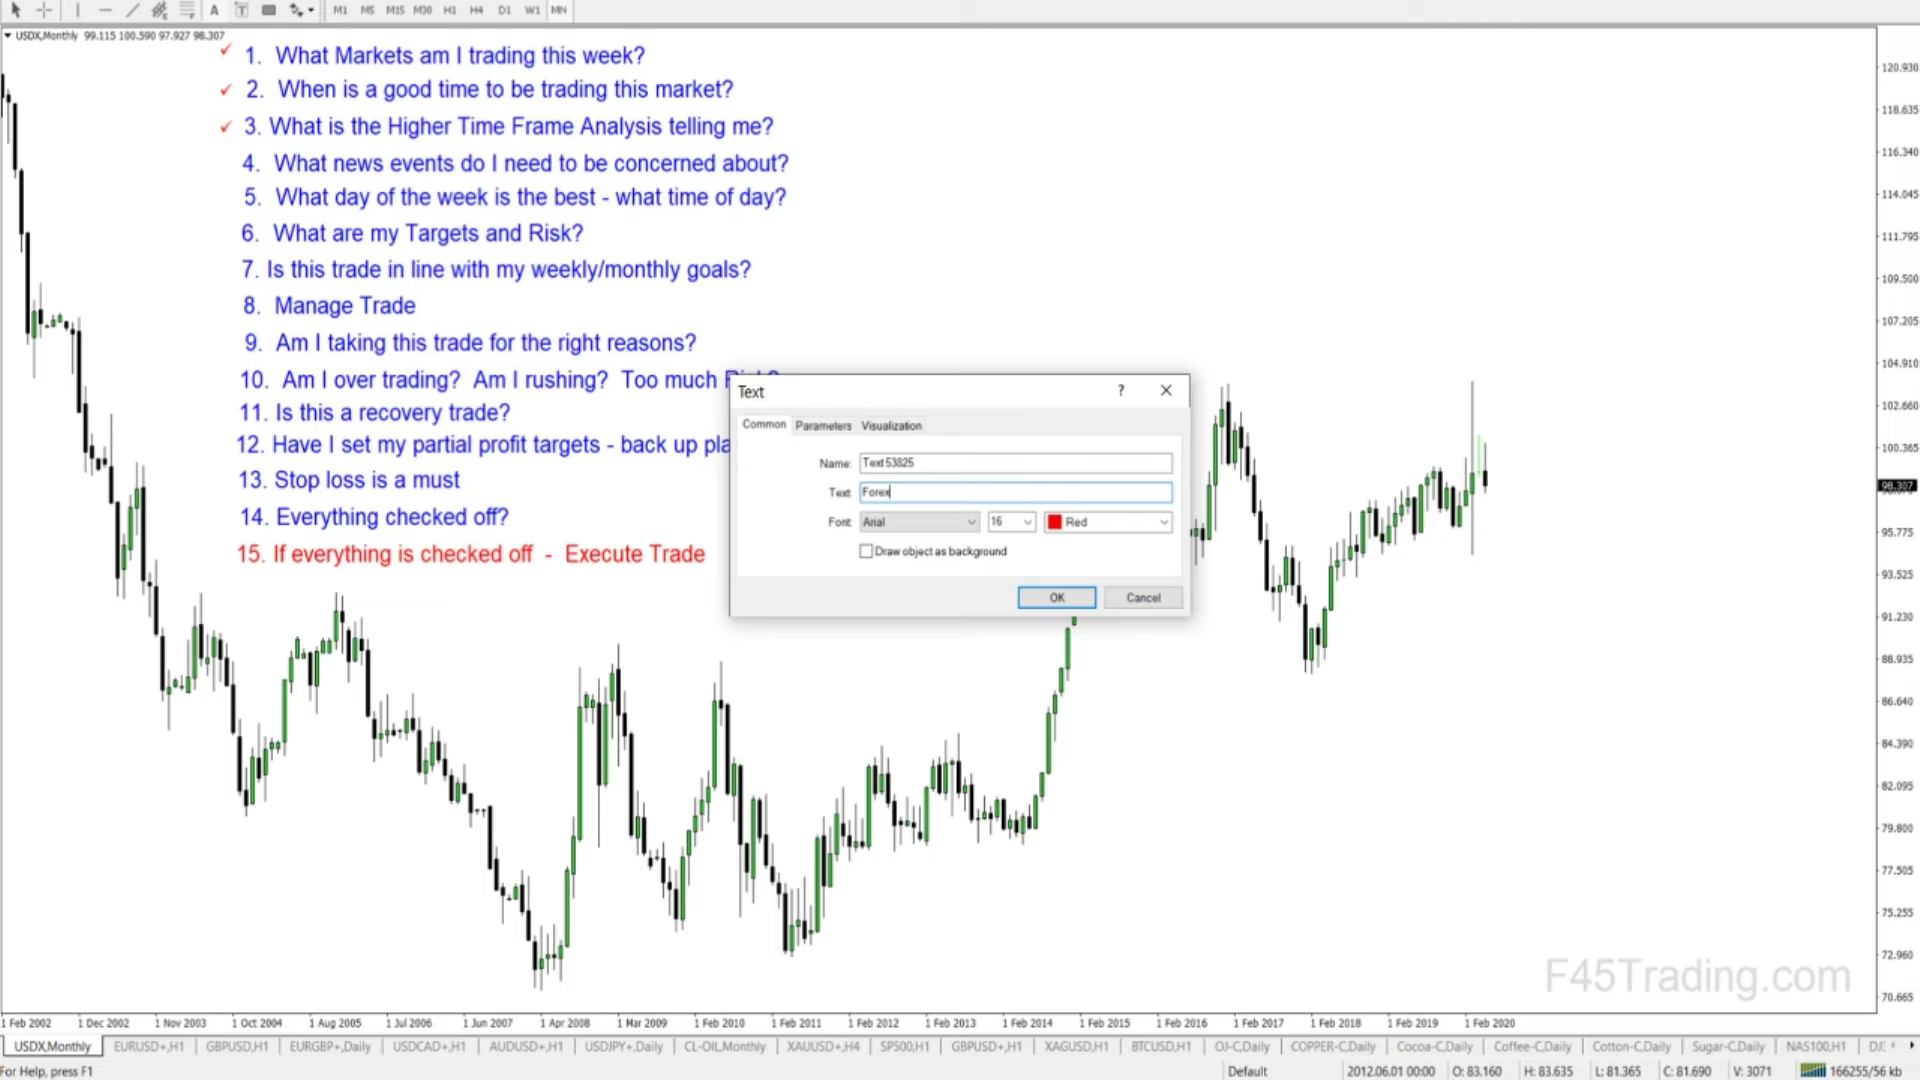 A T
M1 M5 M15 M30 H1 H4 D1 W1 MN
USDX,Monthly 99.115 100.590 97.927 98.307
1. What Markets am I trading this week?
2. When is a good time to be trading this market?
3. What is the Higher Time Frame Analysis telling me?
4. What news events do I need to be concerned about?
5. What day of the week is the best - what time of day?
6. What are my Targets and Risk?
7. Is this trade in line with my weekly/monthly goals?
8. Manage Trade
9. Am I taking this trade for the right reasons?
10. Am I over trading? Am I rushing? Too much
11. Is this a recovery trade?
12. Have I set my partial profit targets - back up pla
13. Stop loss is a must
14. Everything checked off?
15. If everything is checked off - Execute Trade
Text ?
Common Parameters Visualization
Name: Text 53825
Text: Forex
Font: Arial 16 Red
Draw object as background
OK Cancel
120.930
118.635
116.340
114.045
111.795
109.500
107.205
104.910
102.660
100.365
98.307
95.775
93.525
91.230
88.935
86.640
84.390
82.095
79.800
77.505
75.255
72.960
70.665
F45Trading.com
1 Feb 2002 1 Dec 2002 1 Nov 2003 1 Oct 2004 1 Aug 2005 1 Jul 2006 1 Jun 2007 1 Apr 2008 1 Mar 2009 1 Feb 2010 1 Feb 2011 1 Feb 2012 1 Feb 2013 1 Feb 2014 1 Feb 2015 1 Feb 2016 1 Feb 2017 1 Feb 2018 1 Feb 2019 1 Feb 2020
USDX,Monthly EURUSD+,H1 GBPUSD,H1 EURGBP+,Daily USDCAD+,H1 AUDUSD+,H1 USDJPY+,Daily CL-OIL,Monthly XAUUSD+,H4 SP500,H1 GBPUSD+,H1 XAGUSD,H1 BTCUSD,H1 OJ-C,Daily COPPER-C,Daily Cocoa-C,Daily Coffee-C,Daily Cotton-C,Daily Sugar-C,Daily NAS100,H1
For Help, press F1 Default 2012.06.01 00:00 O: 83.160 H: 83.635 L: 81.365 C: 81.690 V: 3071 166255/56 kb